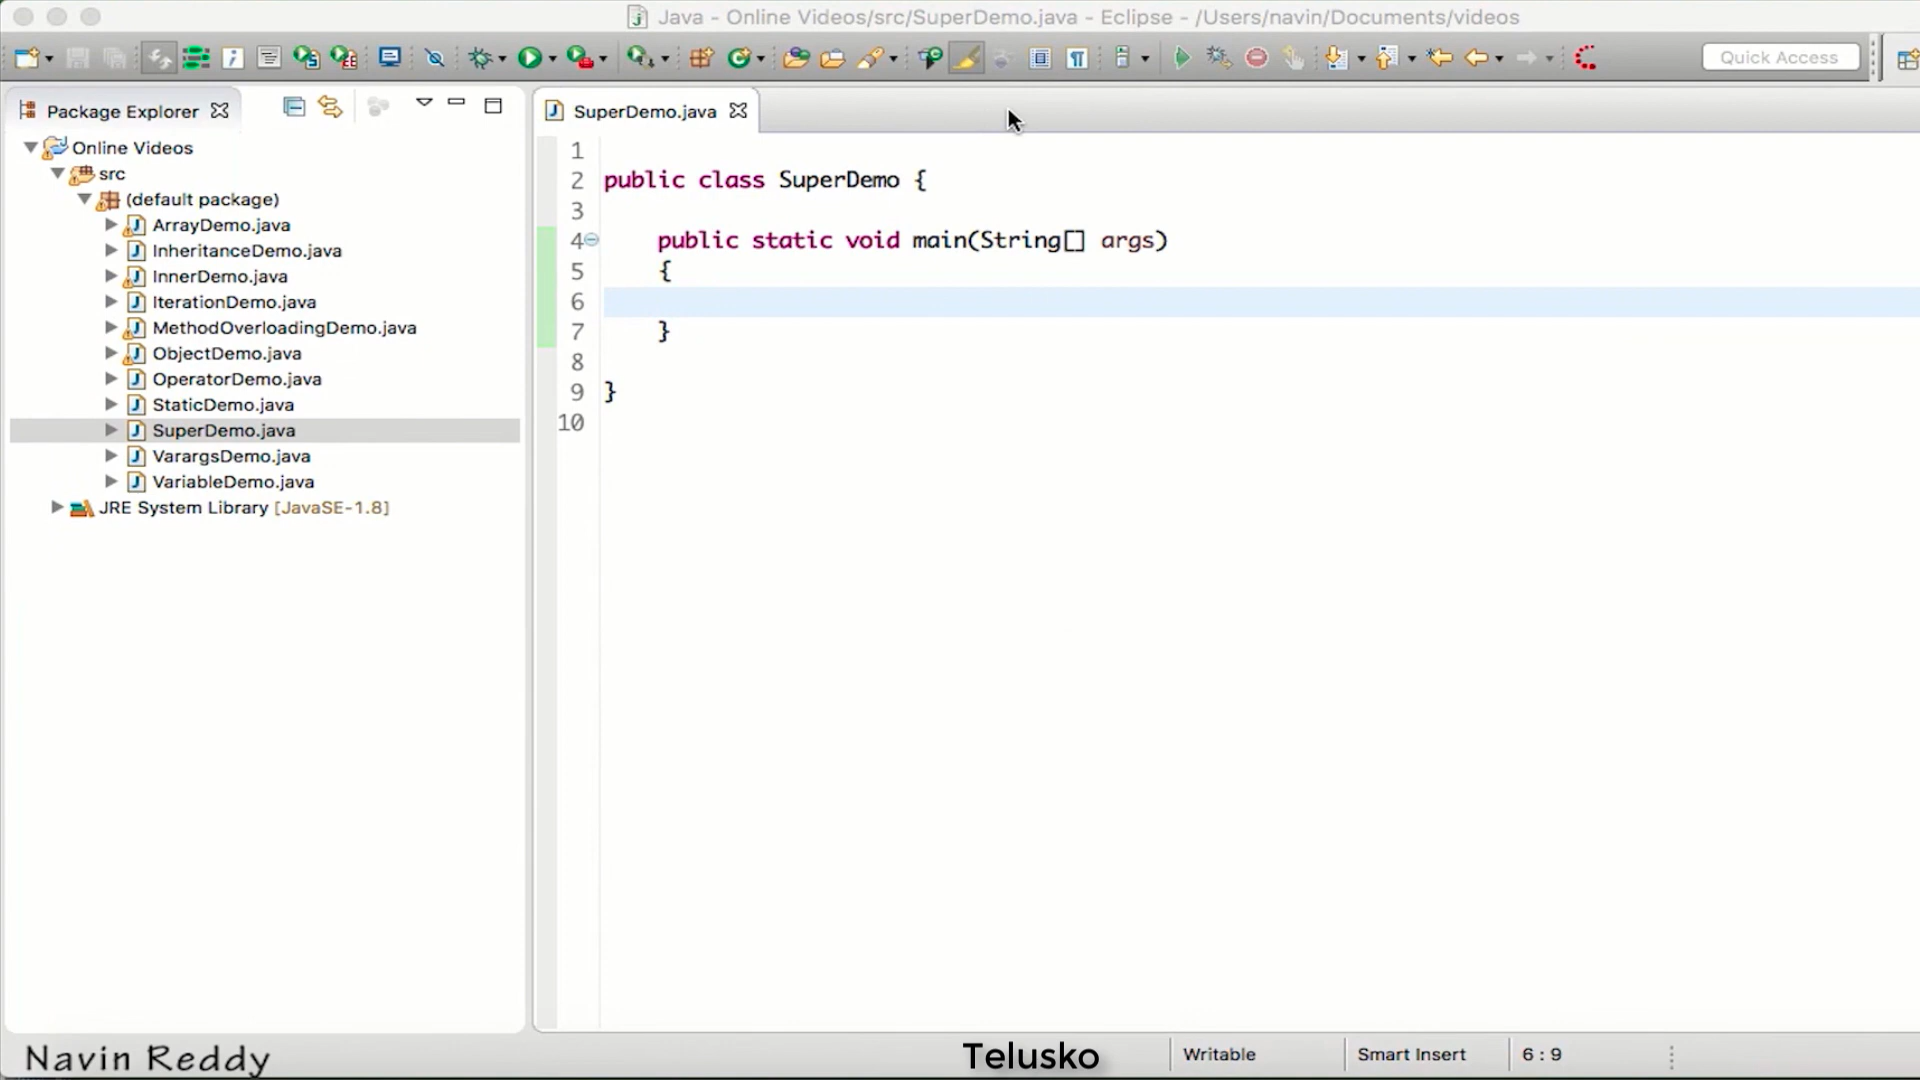 Java - Online Videos/src/SuperDemo.java - Eclipse - /Users/navin/Documents/videos
Quick Access
Package Explorer
Online Videos
src
(default package)
ArrayDemo.java
InheritanceDemo.java
InnerDemo.java
IterationDemo.java
MethodOverloadingDemo.java
ObjectDemo.java
OperatorDemo.java
StaticDemo.java
SuperDemo.java
VarargsDemo.java
VariableDemo.java
JRE System Library [JavaSE-1.8]
SuperDemo.java
1
2 public class SuperDemo {
3
4 public static void main(String[] args)
5 {
6
7 }
8
9 }
10
Navin Reddy
Telusko
Writable
Smart Insert
6 : 9